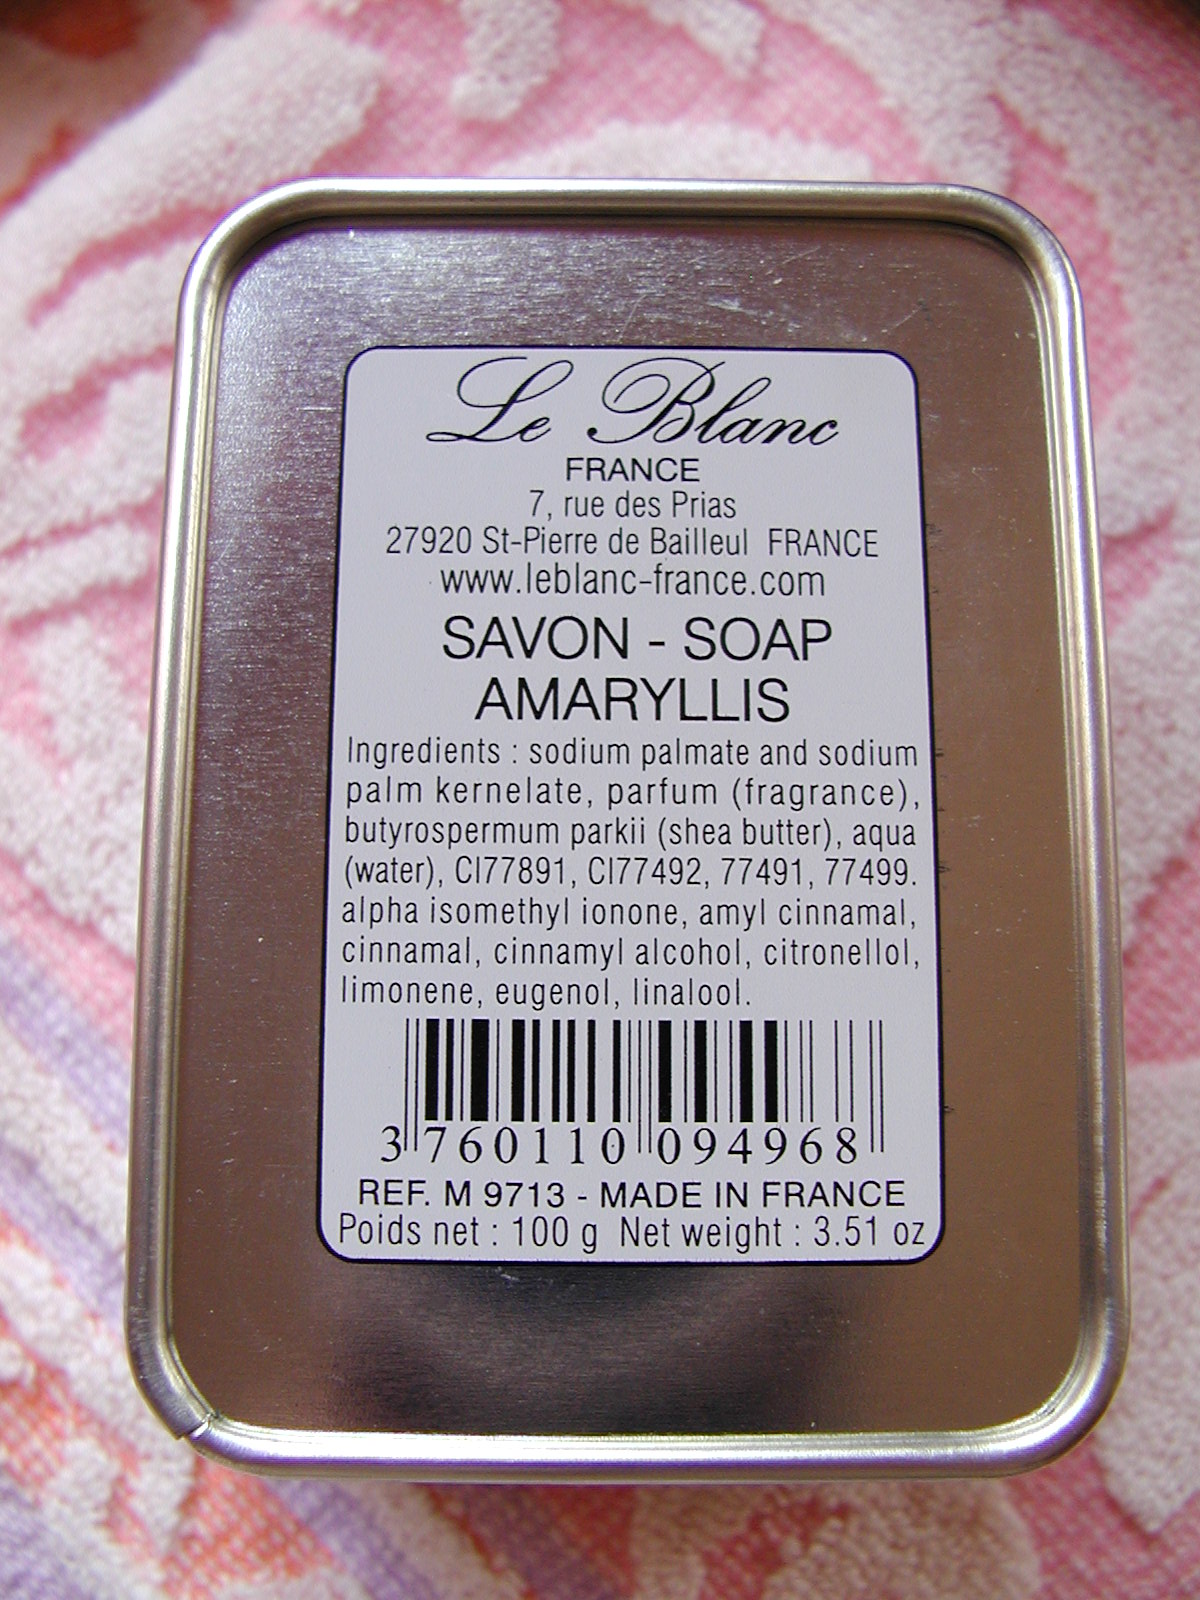 Le Blanc
FRANCE
7, rue des Prias
27920 St-Pierre de Bailleul FRANCE
www.leblanc-france.com
SAVON - SOAP
AMARYLLIS
Ingredients : sodium palmate and sodium
palm kernelate, parfum (fragrance),
butyrospermum parkii (shea butter), aqua
(water), CI77891, CI77492, 77491, 77499.
alpha isomethyl ionone, amyl cinnamal,
cinnamal, cinnamyl alcohol, citronellol,
limonene, eugenol, linalool.
3 760110 094968
REF. M 9713 - MADE IN FRANCE
Poids net : 100 g Net weight : 3.51 oz